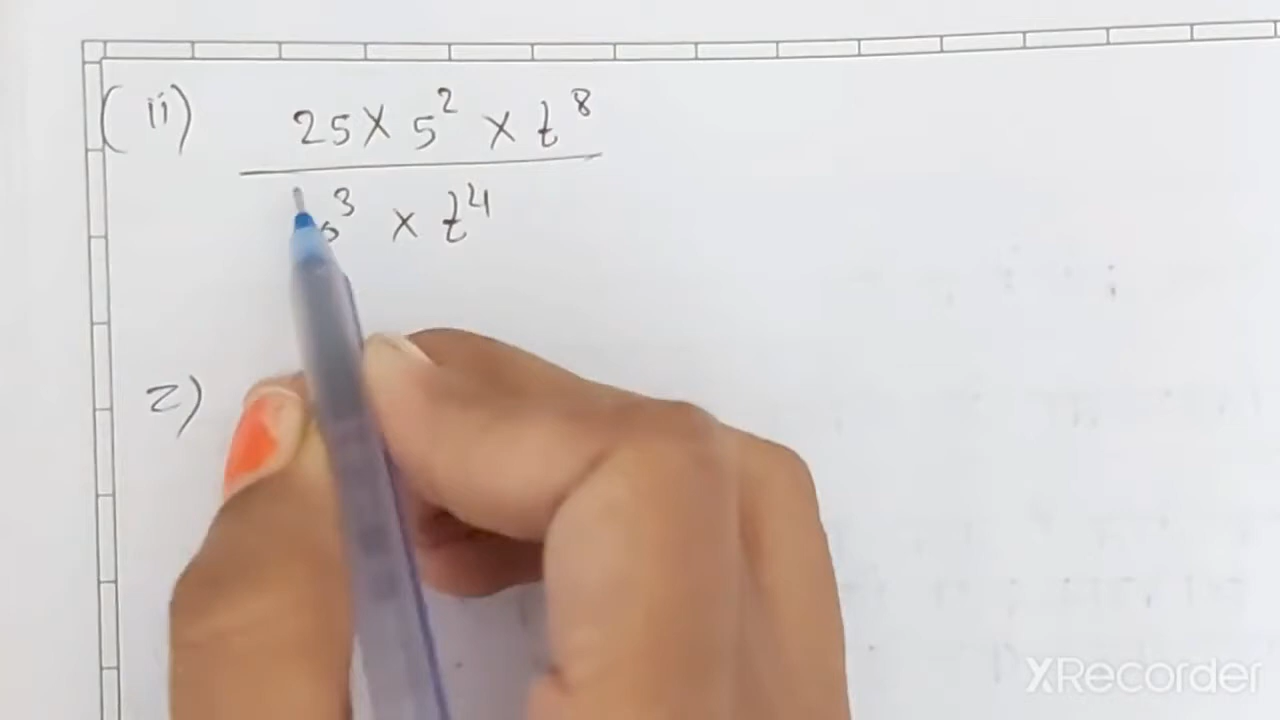 (ii) 25 × 5² × t⁸
³ × t⁴
2)
XRecorder